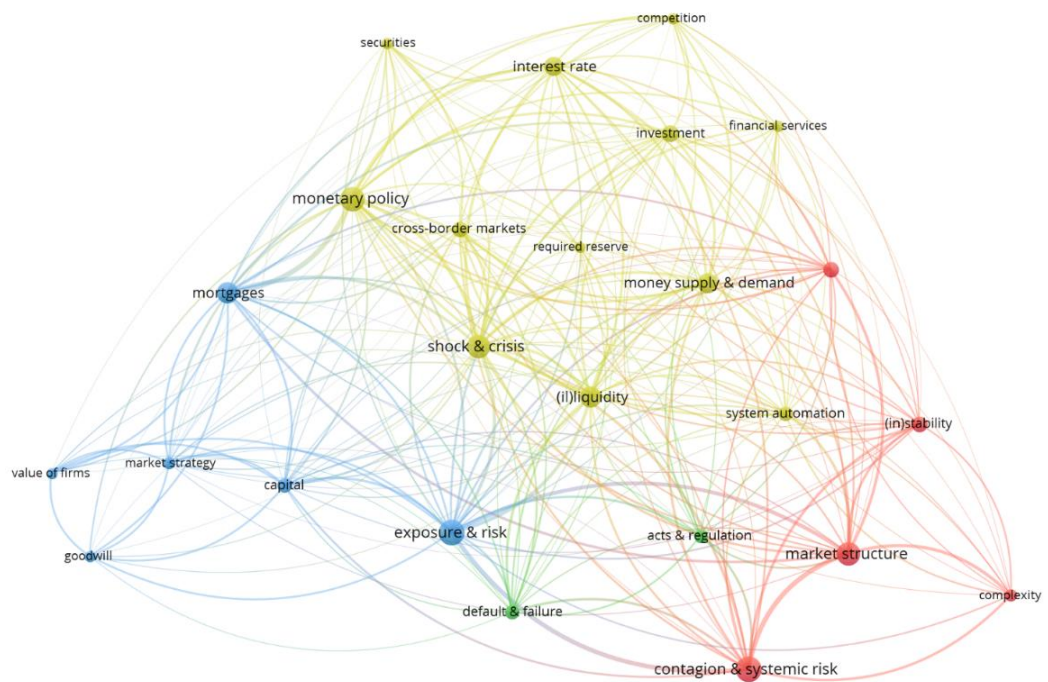 competition
securities
interest rate
investment
financial services
monetary policy
cross-border markets
required reserve
money supply & demand
mortgages
shock & crisis
(il)liquidity
system automation
(in)stability
value of firms
market strategy
capital
exposure & risk
acts & regulation
market structure
goodwill
complexity
default & failure
contagion & systemic risk